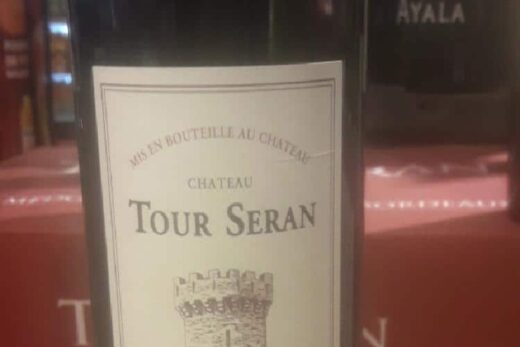 AYALA
MIS EN BOUTEILLE AU CHATEAU
CHATEAU
TOUR SERAN